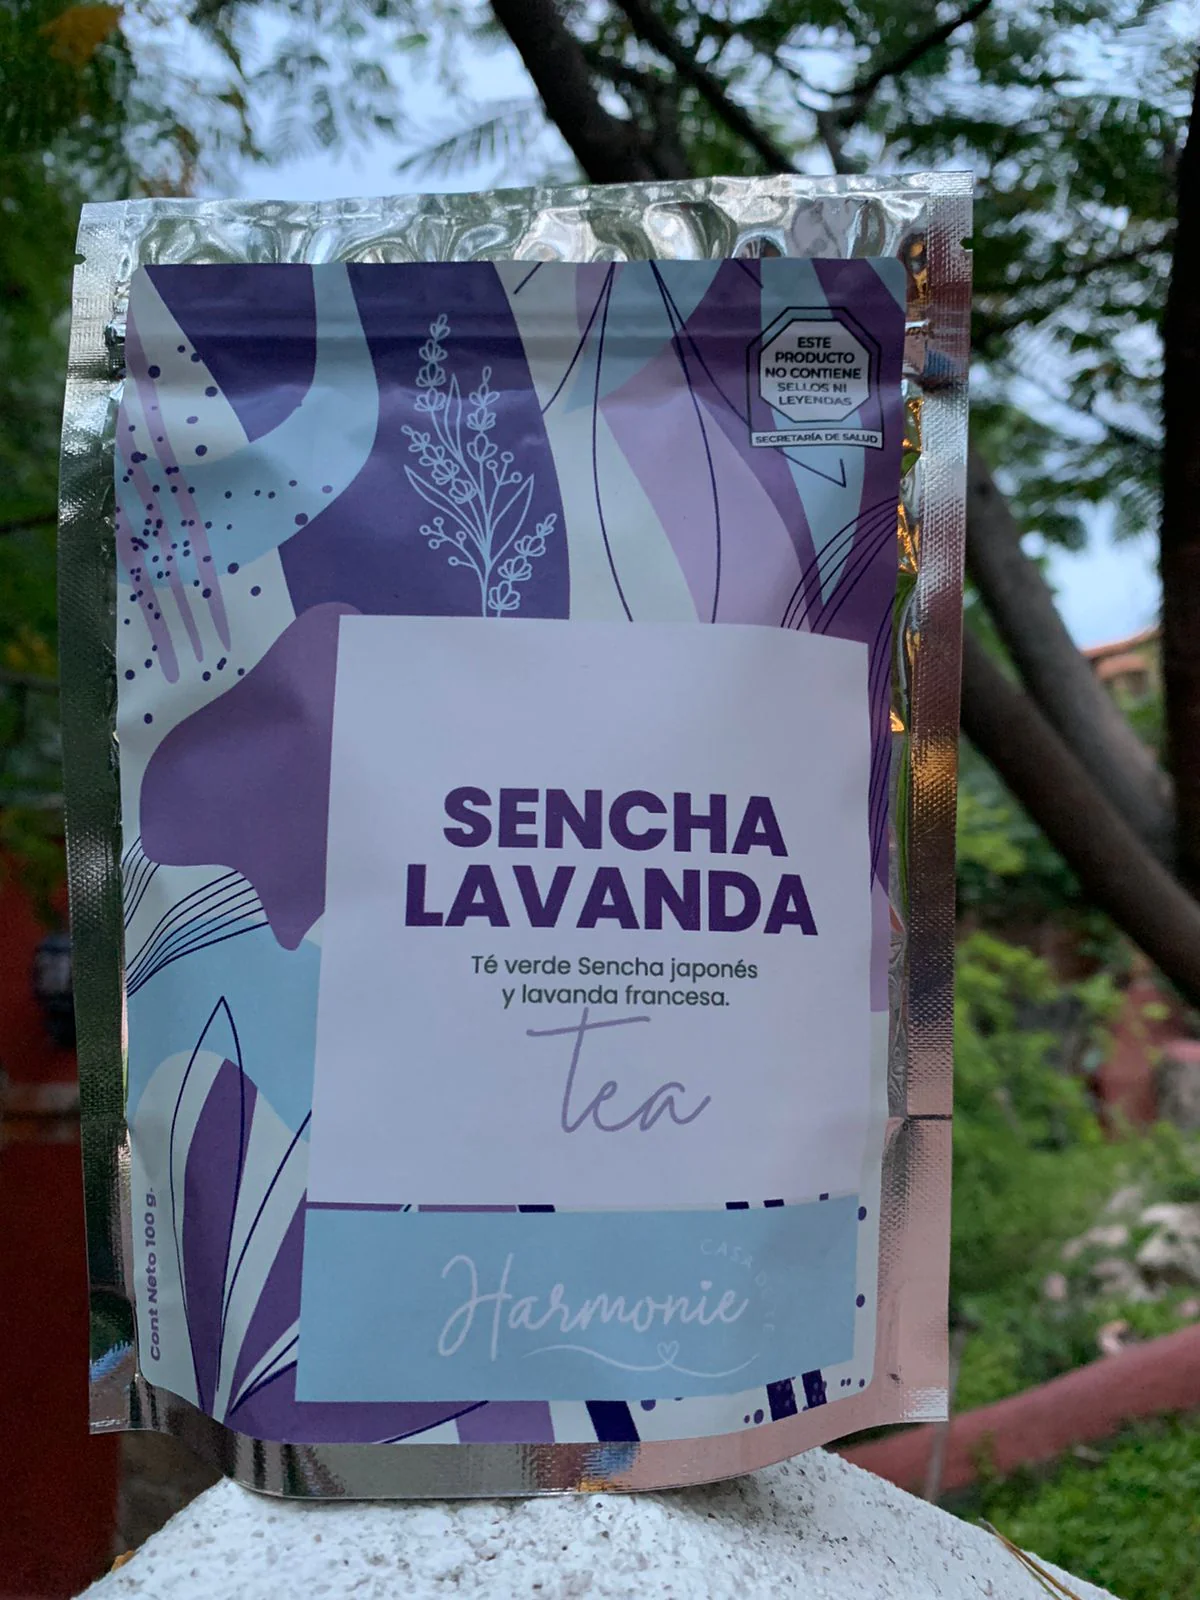 ESTE
PRODUCTO
NO CONTIENE
SELLOS NI
LEYENDAS
SECRETARÍA DE SALUD
SENCHA
LAVANDA
Té verde Sencha japonés
y lavanda francesa.
tea
CASA
Harmonie
Cont Neto 100 g.